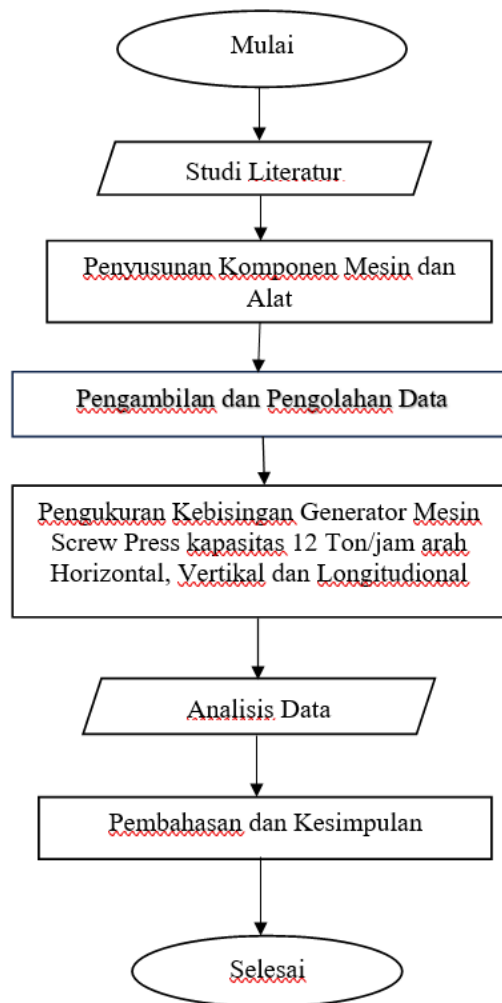 Mulai
Studi Literatur
Penyusunan Komponen Mesin dan
Alat
Pengambilan dan Pengolahan Data
Pengukuran Kebisingan Generator Mesin
Screw Press kapasitas 12 Ton/jam arah
Horizontal, Vertikal dan Longitudional
Analisis Data
Pembahasan dan Kesimpulan
Selesai